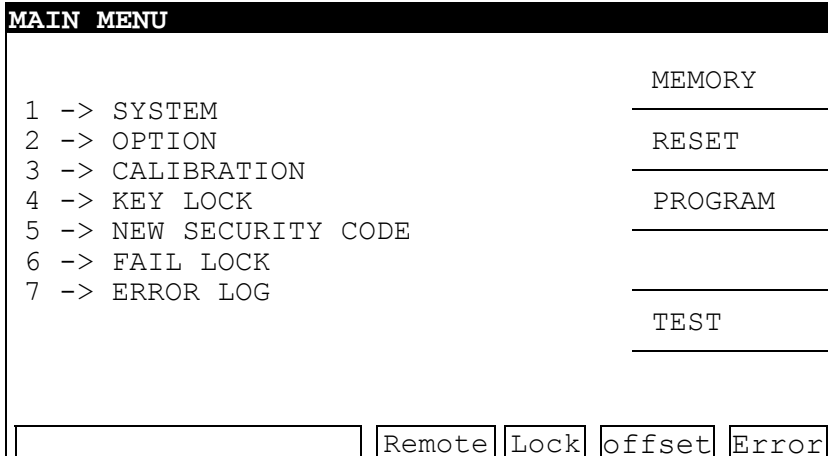 MAIN MENU
1 -> SYSTEM
2 -> OPTION
3 -> CALIBRATION
4 -> KEY LOCK
5 -> NEW SECURITY CODE
6 -> FAIL LOCK
7 -> ERROR LOG
MEMORY
RESET
PROGRAM
TEST
Remote Lock offset Error